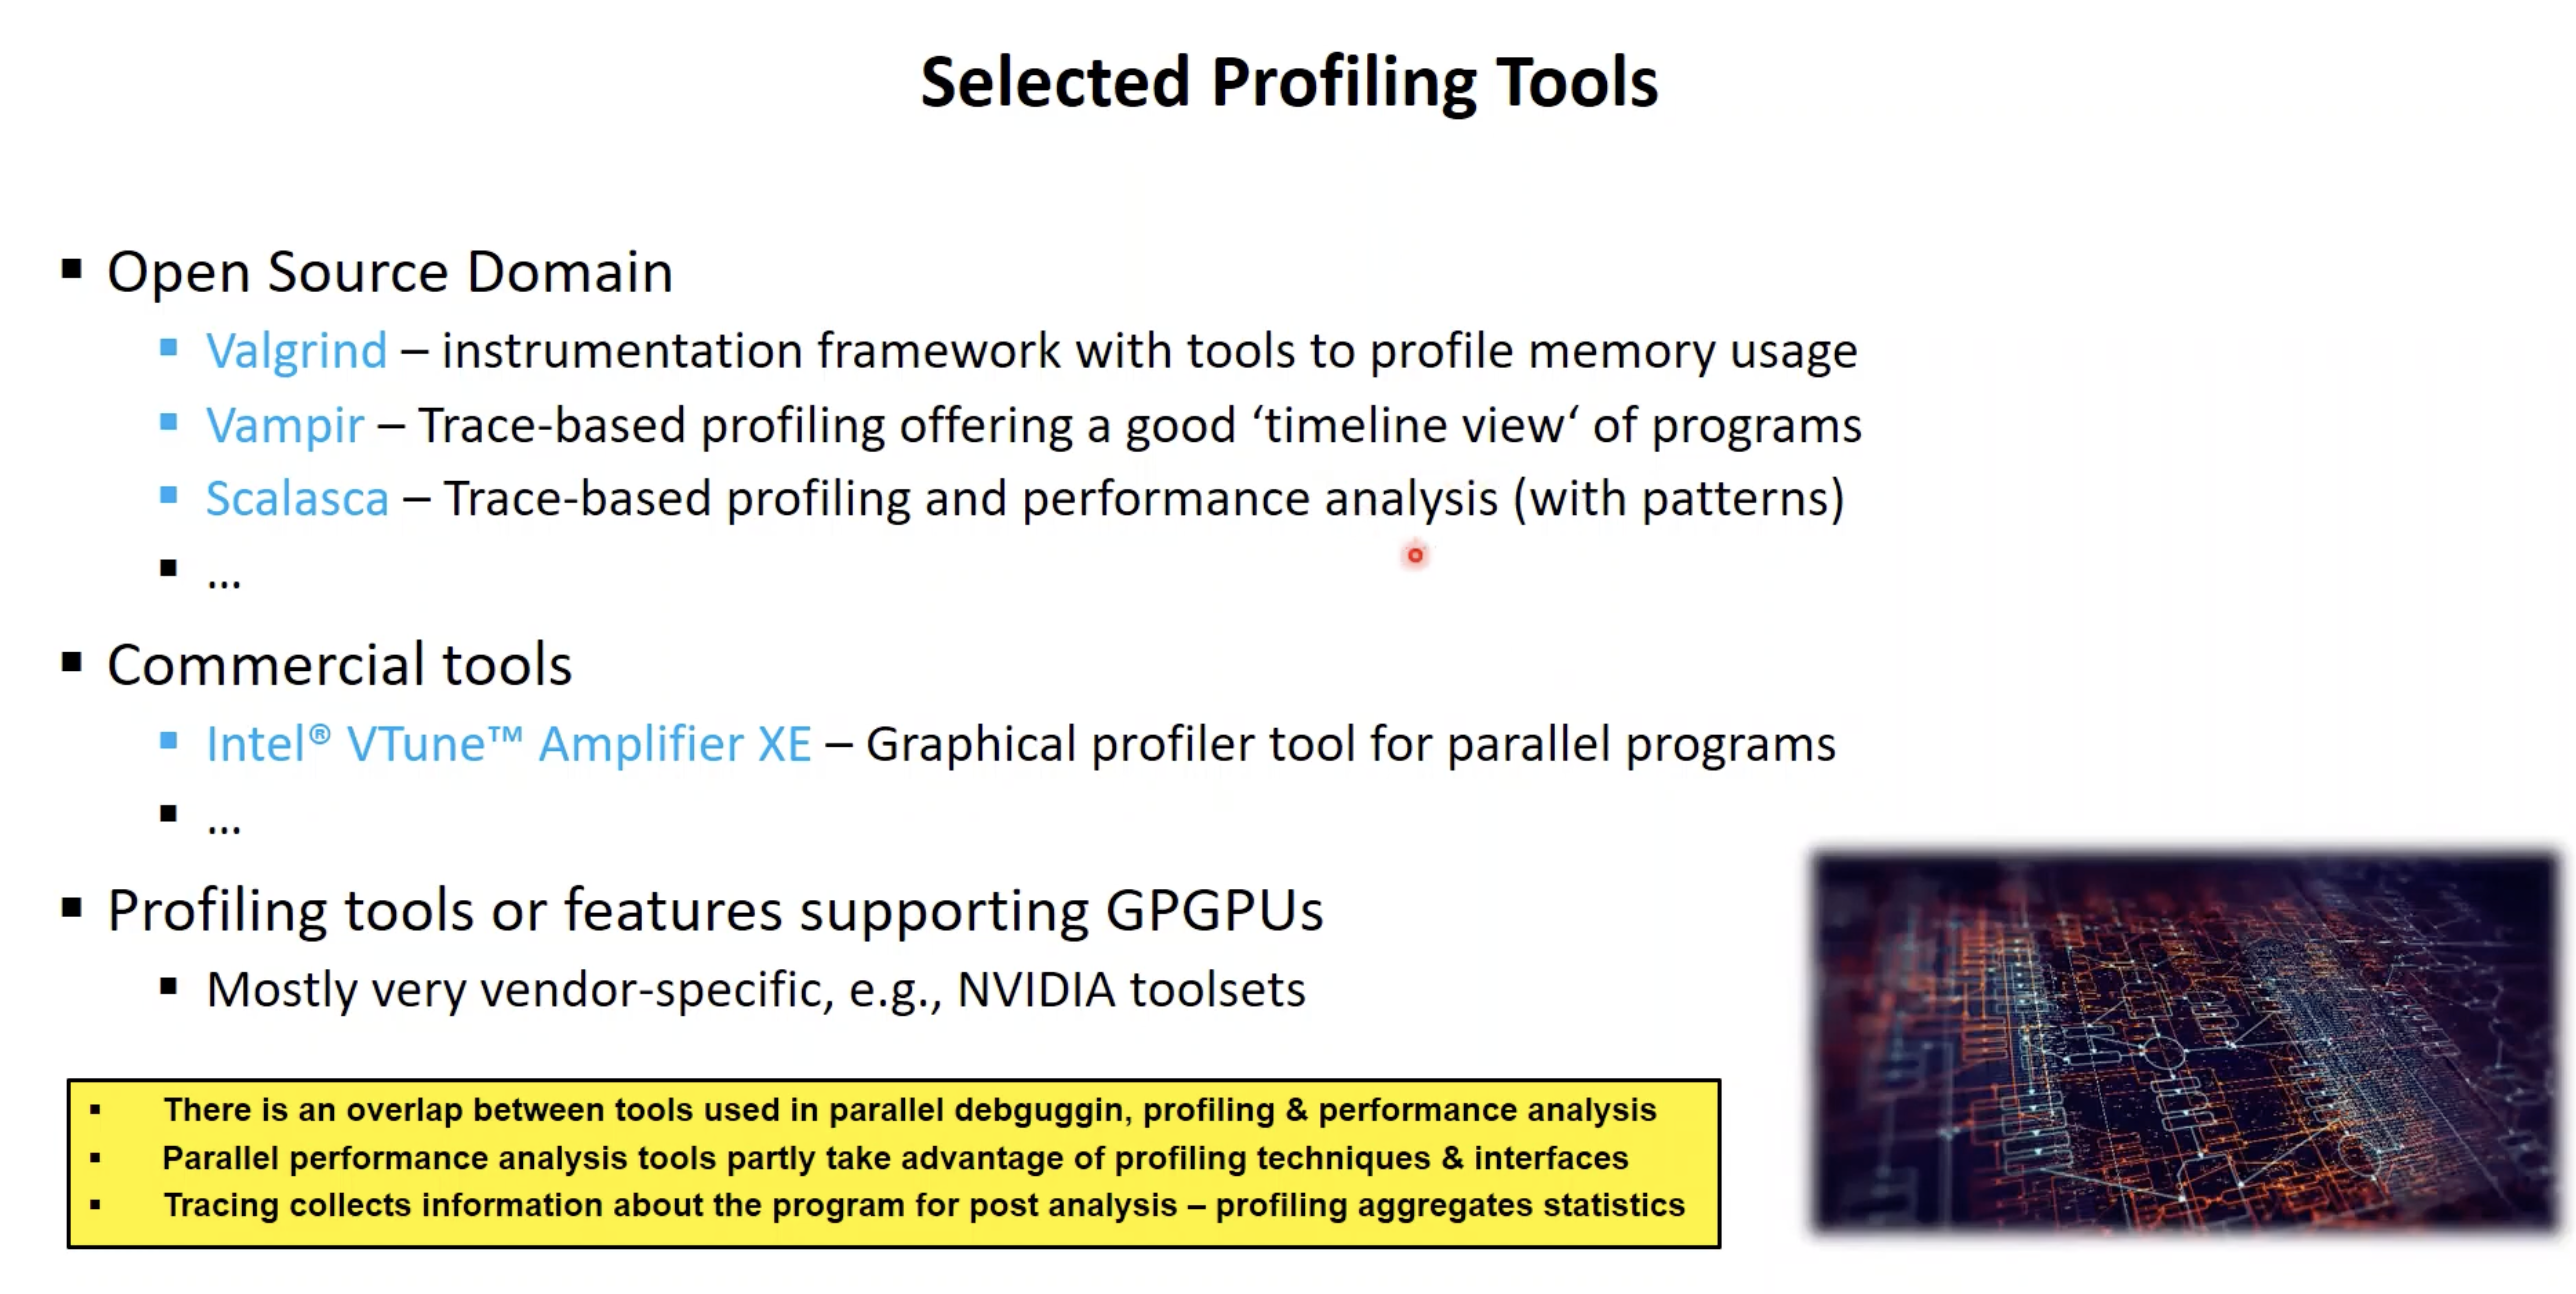 Selected Profiling Tools
▪ Open Source Domain
▪ Valgrind – instrumentation framework with tools to profile memory usage
▪ Vampir – Trace-based profiling offering a good ‘timeline view‘ of programs
▪ Scalasca – Trace-based profiling and performance analysis (with patterns)
▪ ...
▪ Commercial tools
▪ Intel® VTune™ Amplifier XE – Graphical profiler tool for parallel programs
▪ ...
▪ Profiling tools or features supporting GPGPUs
▪ Mostly very vendor-specific, e.g., NVIDIA toolsets
▪ There is an overlap between tools used in parallel debguggin, profiling & performance analysis
▪ Parallel performance analysis tools partly take advantage of profiling techniques & interfaces
▪ Tracing collects information about the program for post analysis – profiling aggregates statistics